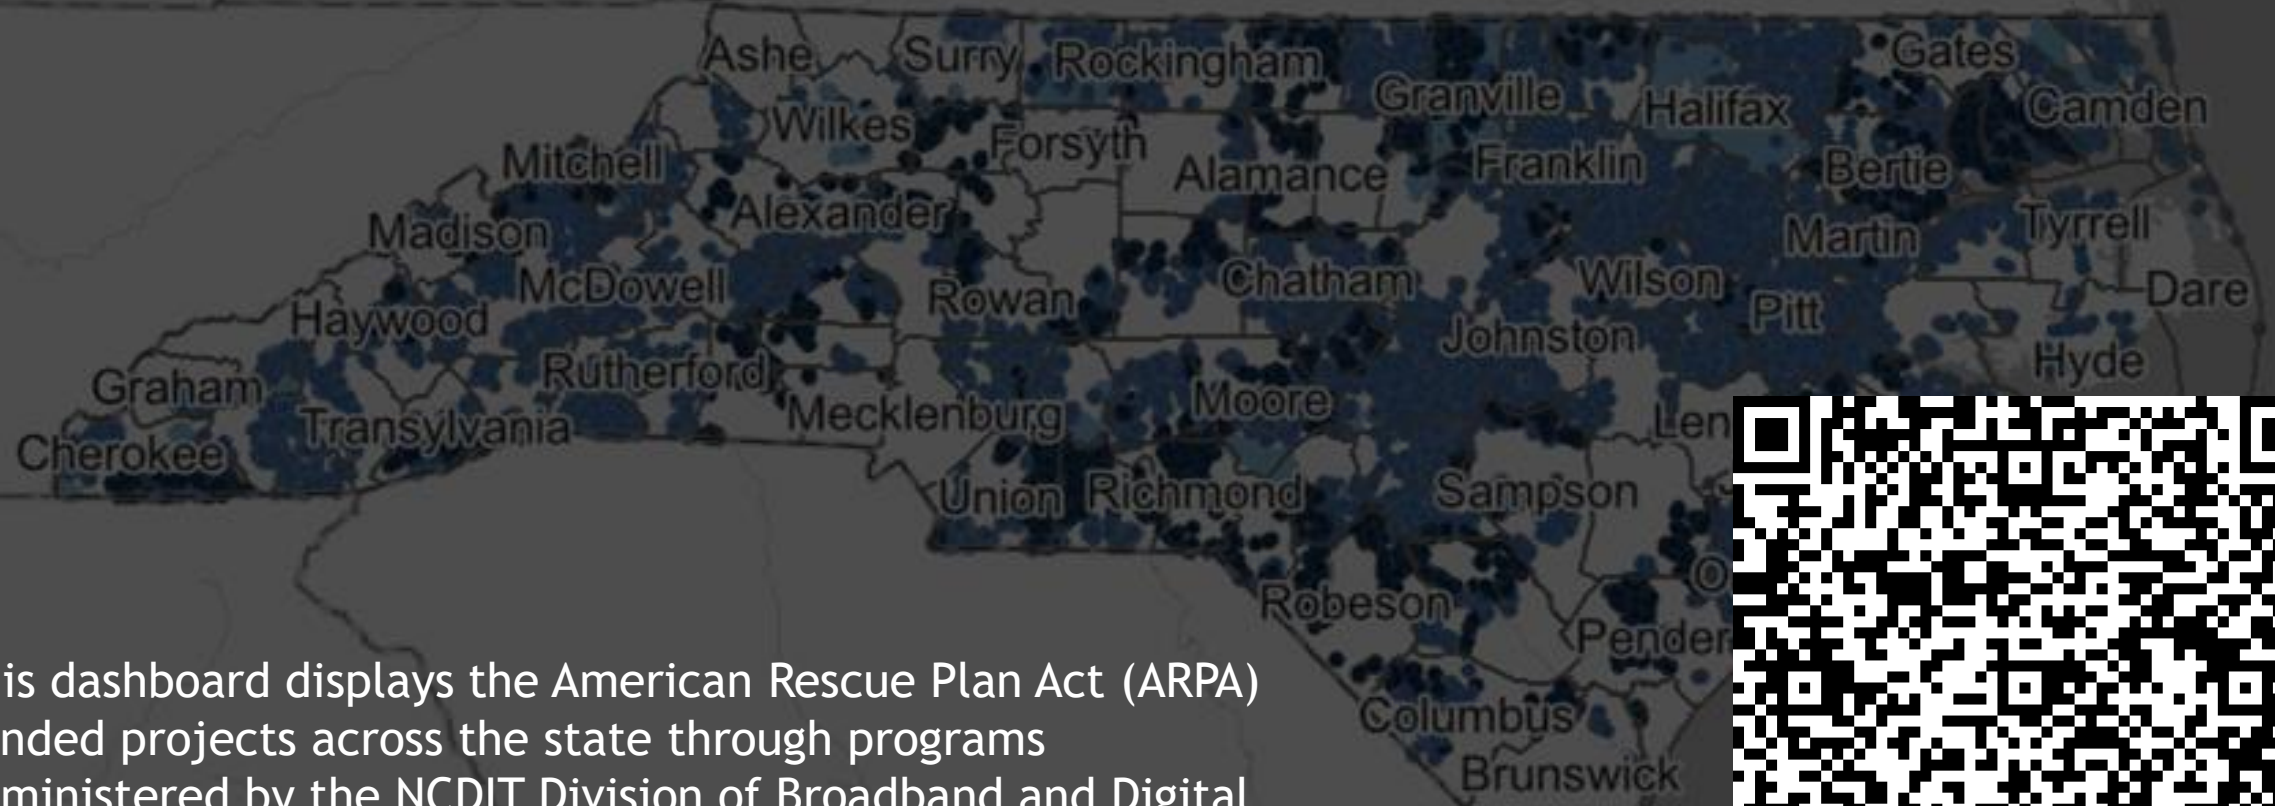 Ashe Surry Rockingham Gates
Granville Halifax Camden
Wilkes Forsyth
Mitchell Alamance Franklin Bertie
Madison Alexander Martin Tyrrell
McDowell Rowan Chatham Wilson Pitt Dare
Haywood Johnston
Graham Rutherford Moore Hyde
Cherokee Transylvania Mecklenburg Len
Union Richmond Sampson
O
Robeson
Pender
Columbus
Brunswick
is dashboard displays the American Rescue Plan Act (ARPA)
nded projects across the state through programs
ministered by the NCDIT Division of Broadband and Digital